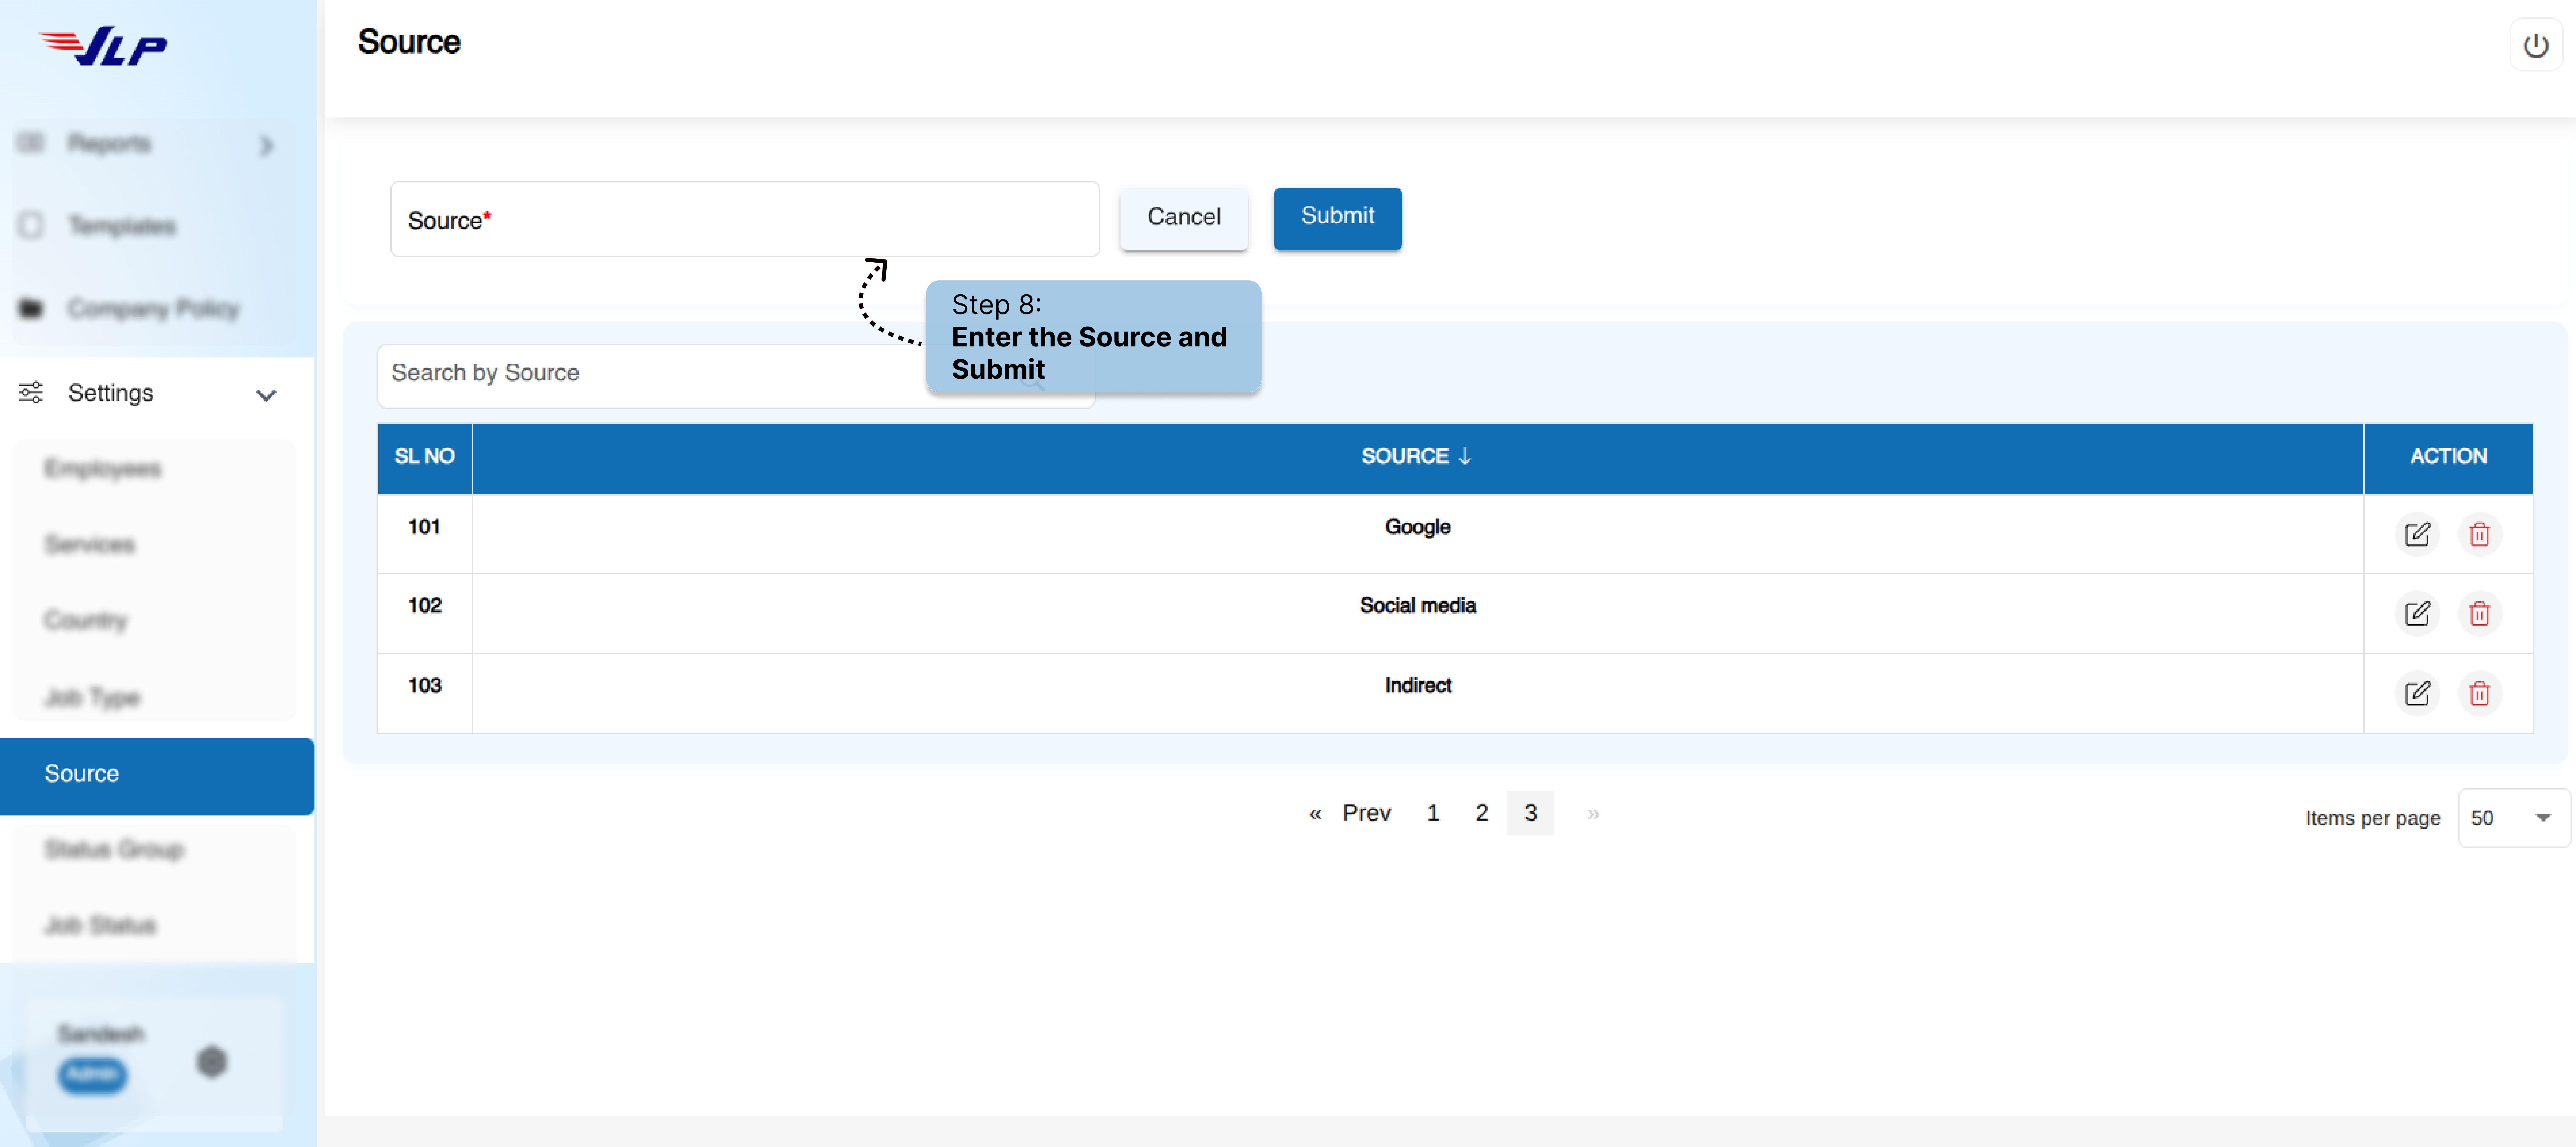 VLP
Source
Reports
Templates
Company Policy
Settings
Employees
Services
Country
Job Type
Source
Status Group
Job Status
Sandesh
Admin
Source*
Cancel
Submit
Step 8:
Enter the Source and
Submit
Search by Source
SL NO SOURCE ↓ ACTION
101 Google
102 Social media
103 Indirect
« Prev 1 2 3 »
Items per page 50